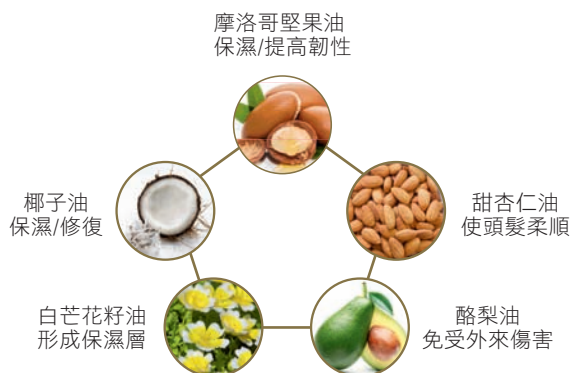 摩洛哥堅果油
保濕/提高韌性
椰子油
保濕/修復
甜杏仁油
使頭髮柔順
白芒花籽油
形成保濕層
酪梨油
免受外來傷害